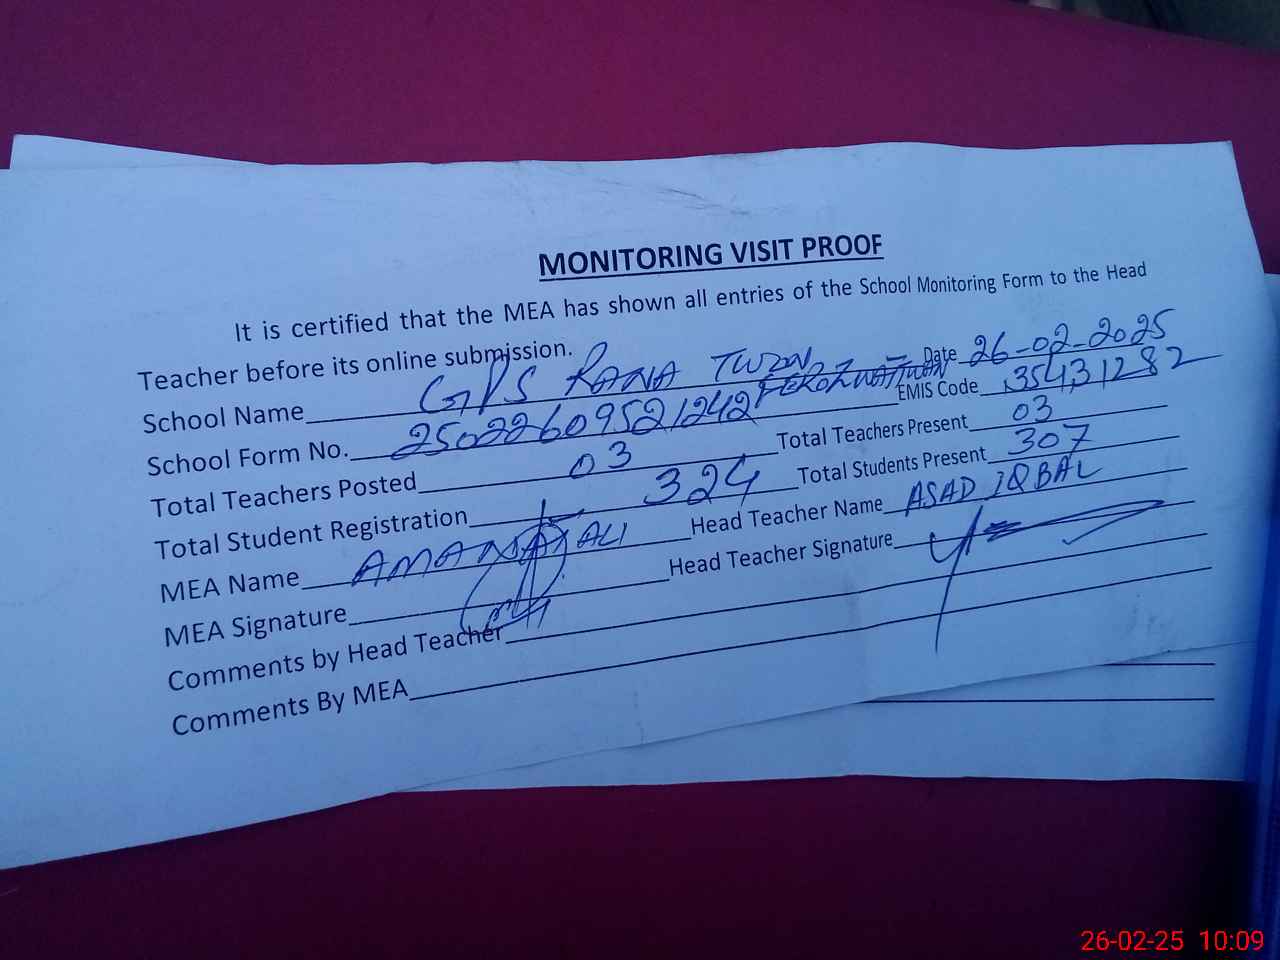 MONITORING VISIT PROOF
It is certified that the MEA has shown all entries of the School Monitoring Form to the Head
Teacher before its online submission.
School Name GPS RANA TWON FEROZWATTWAN Date 26-02-2025
School Form No. 25022609521242 EMIS Code 35431282
Total Teachers Posted 03 Total Teachers Present 03
Total Student Registration 324 Total Students Present 307
MEA Name AMANAT ALI Head Teacher Name ASAD IQBAL
MEA Signature Head Teacher Signature
Comments by Head Teacher
Comments By MEA
26-02-25 10:09